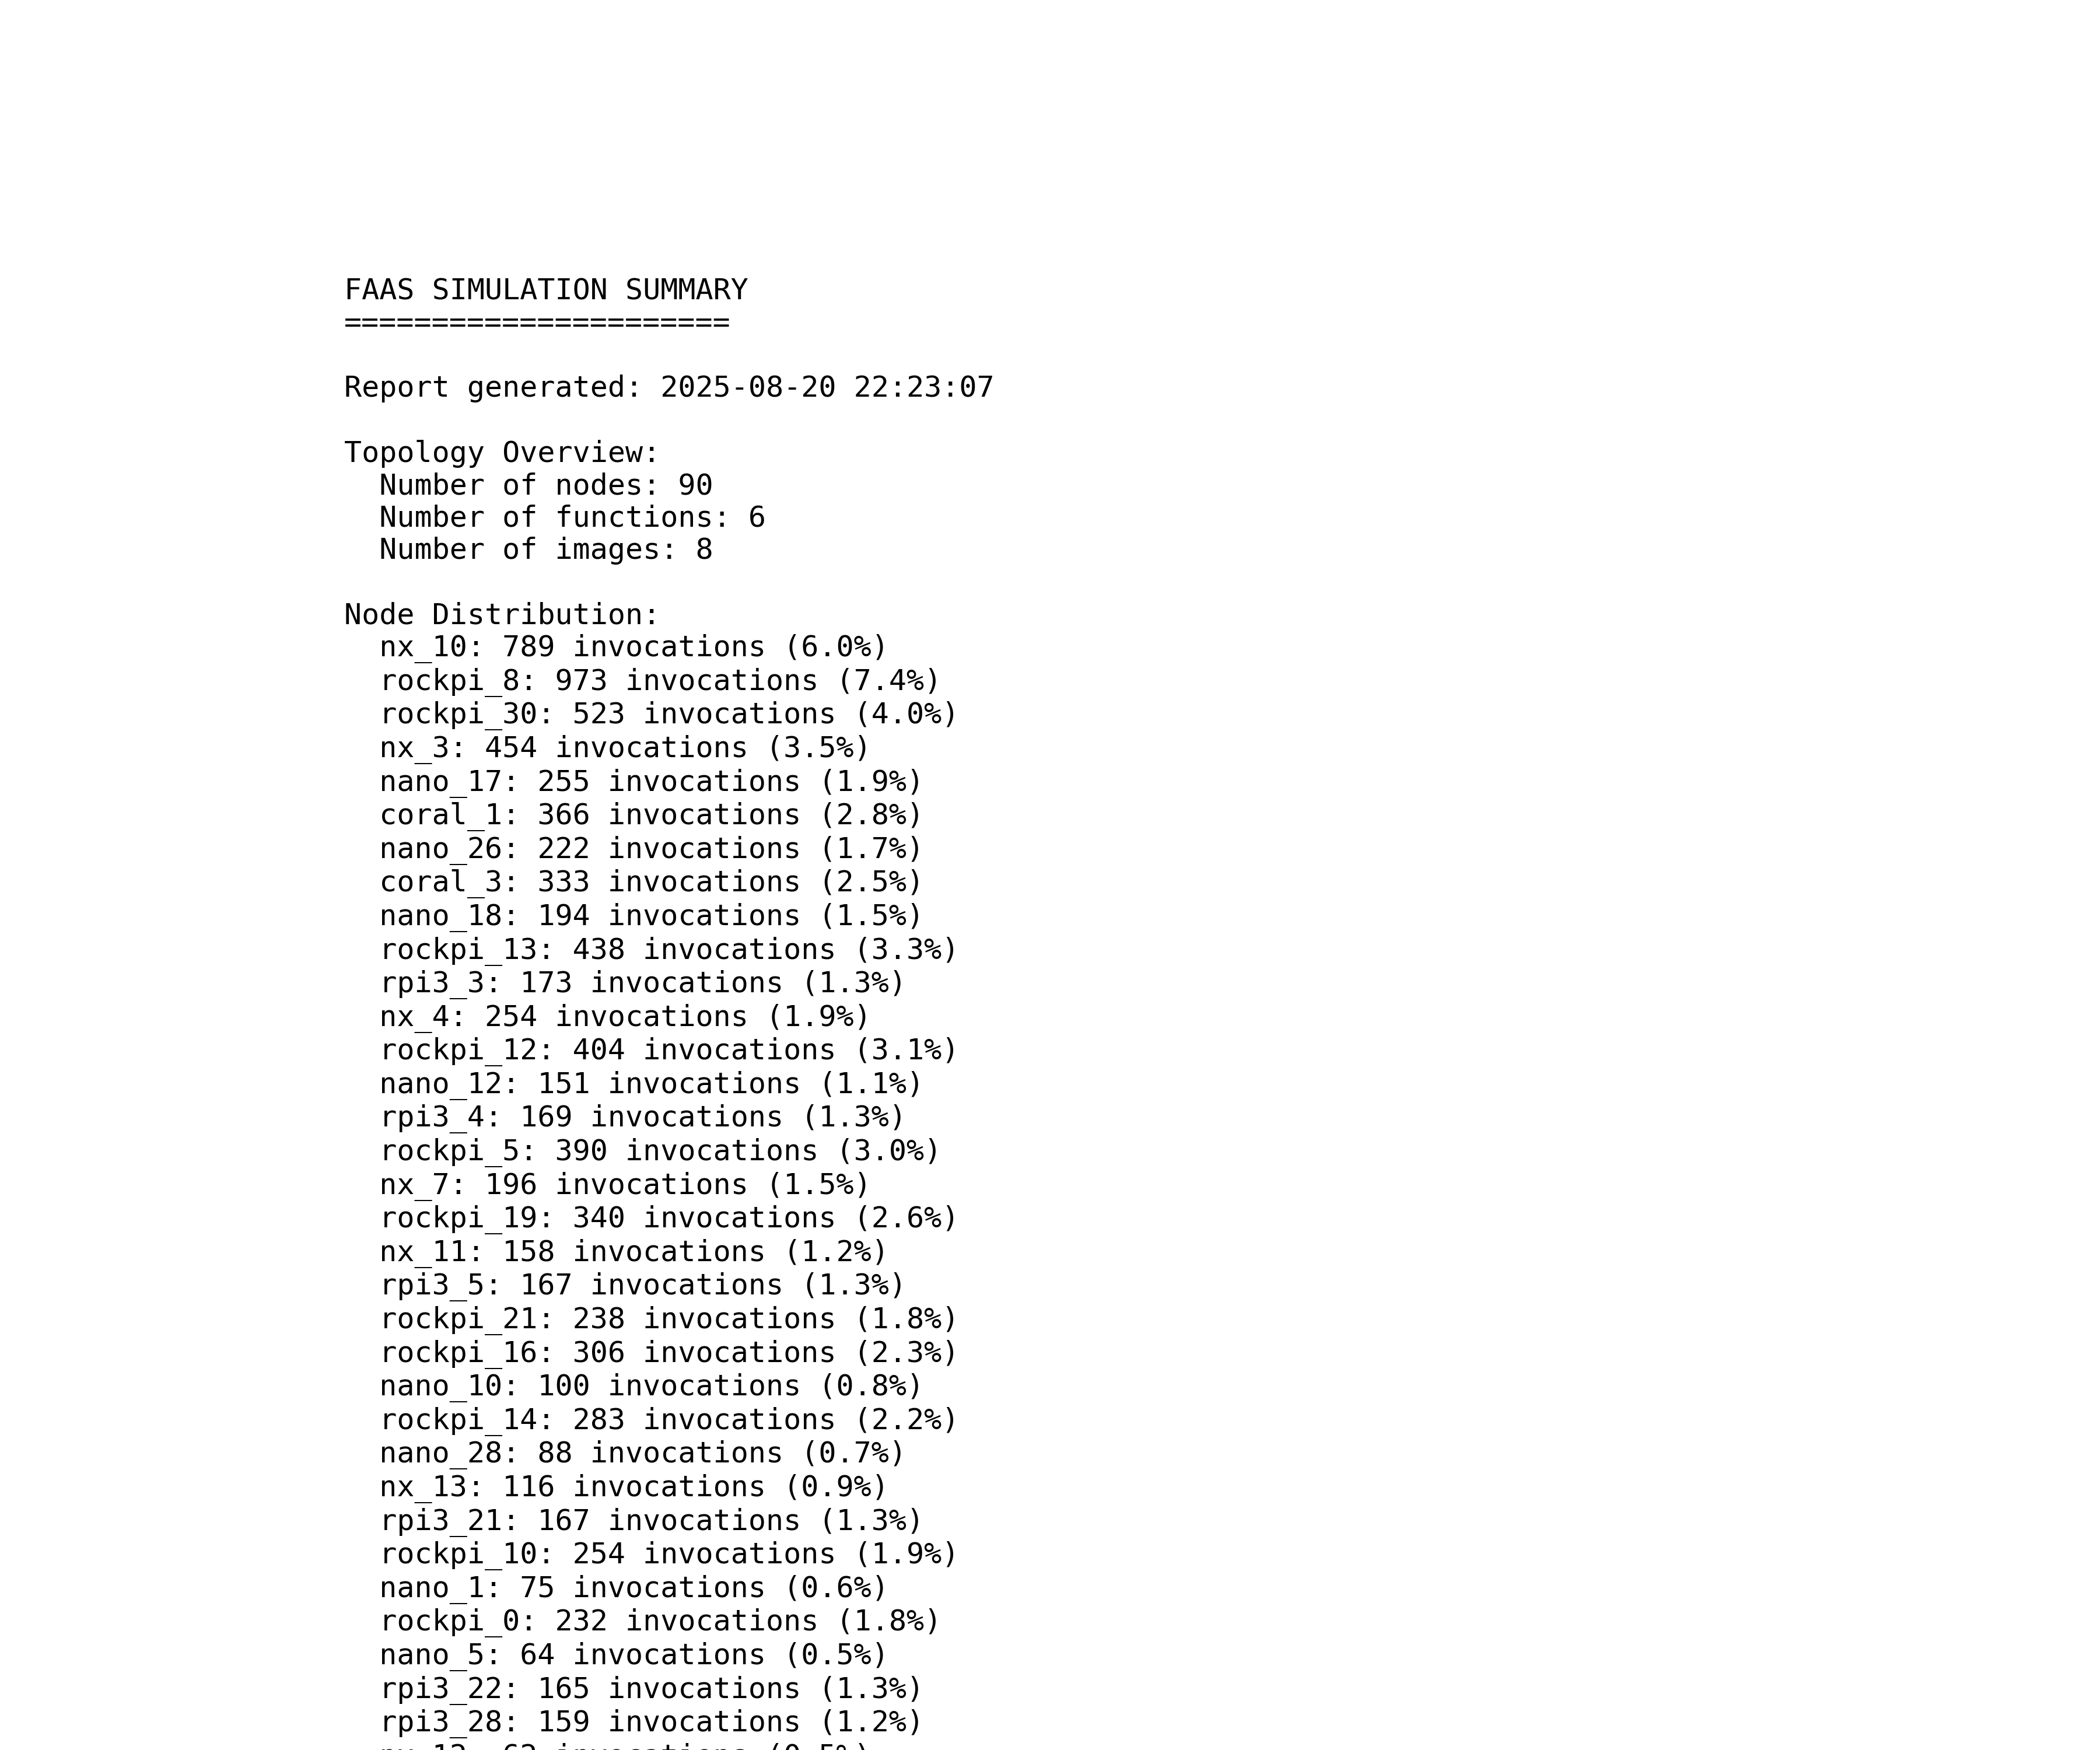 FAAS SIMULATION SUMMARY
======================
Report generated: 2025-08-20 22:23:07
Topology Overview:
  Number of nodes: 90
  Number of functions: 6
  Number of images: 8
Node Distribution:
  nx_10: 789 invocations (6.0%)
  rockpi_8: 973 invocations (7.4%)
  rockpi_30: 523 invocations (4.0%)
  nx_3: 454 invocations (3.5%)
  nano_17: 255 invocations (1.9%)
  coral_1: 366 invocations (2.8%)
  nano_26: 222 invocations (1.7%)
  coral_3: 333 invocations (2.5%)
  nano_18: 194 invocations (1.5%)
  rockpi_13: 438 invocations (3.3%)
  rpi3_3: 173 invocations (1.3%)
  nx_4: 254 invocations (1.9%)
  rockpi_12: 404 invocations (3.1%)
  nano_12: 151 invocations (1.1%)
  rpi3_4: 169 invocations (1.3%)
  rockpi_5: 390 invocations (3.0%)
  nx_7: 196 invocations (1.5%)
  rockpi_19: 340 invocations (2.6%)
  nx_11: 158 invocations (1.2%)
  rpi3_5: 167 invocations (1.3%)
  rockpi_21: 238 invocations (1.8%)
  rockpi_16: 306 invocations (2.3%)
  nano_10: 100 invocations (0.8%)
  rockpi_14: 283 invocations (2.2%)
  nano_28: 88 invocations (0.7%)
  nx_13: 116 invocations (0.9%)
  rpi3_21: 167 invocations (1.3%)
  rockpi_10: 254 invocations (1.9%)
  nano_1: 75 invocations (0.6%)
  rockpi_0: 232 invocations (1.8%)
  nano_5: 64 invocations (0.5%)
  rpi3_22: 165 invocations (1.3%)
  rpi3_28: 159 invocations (1.2%)